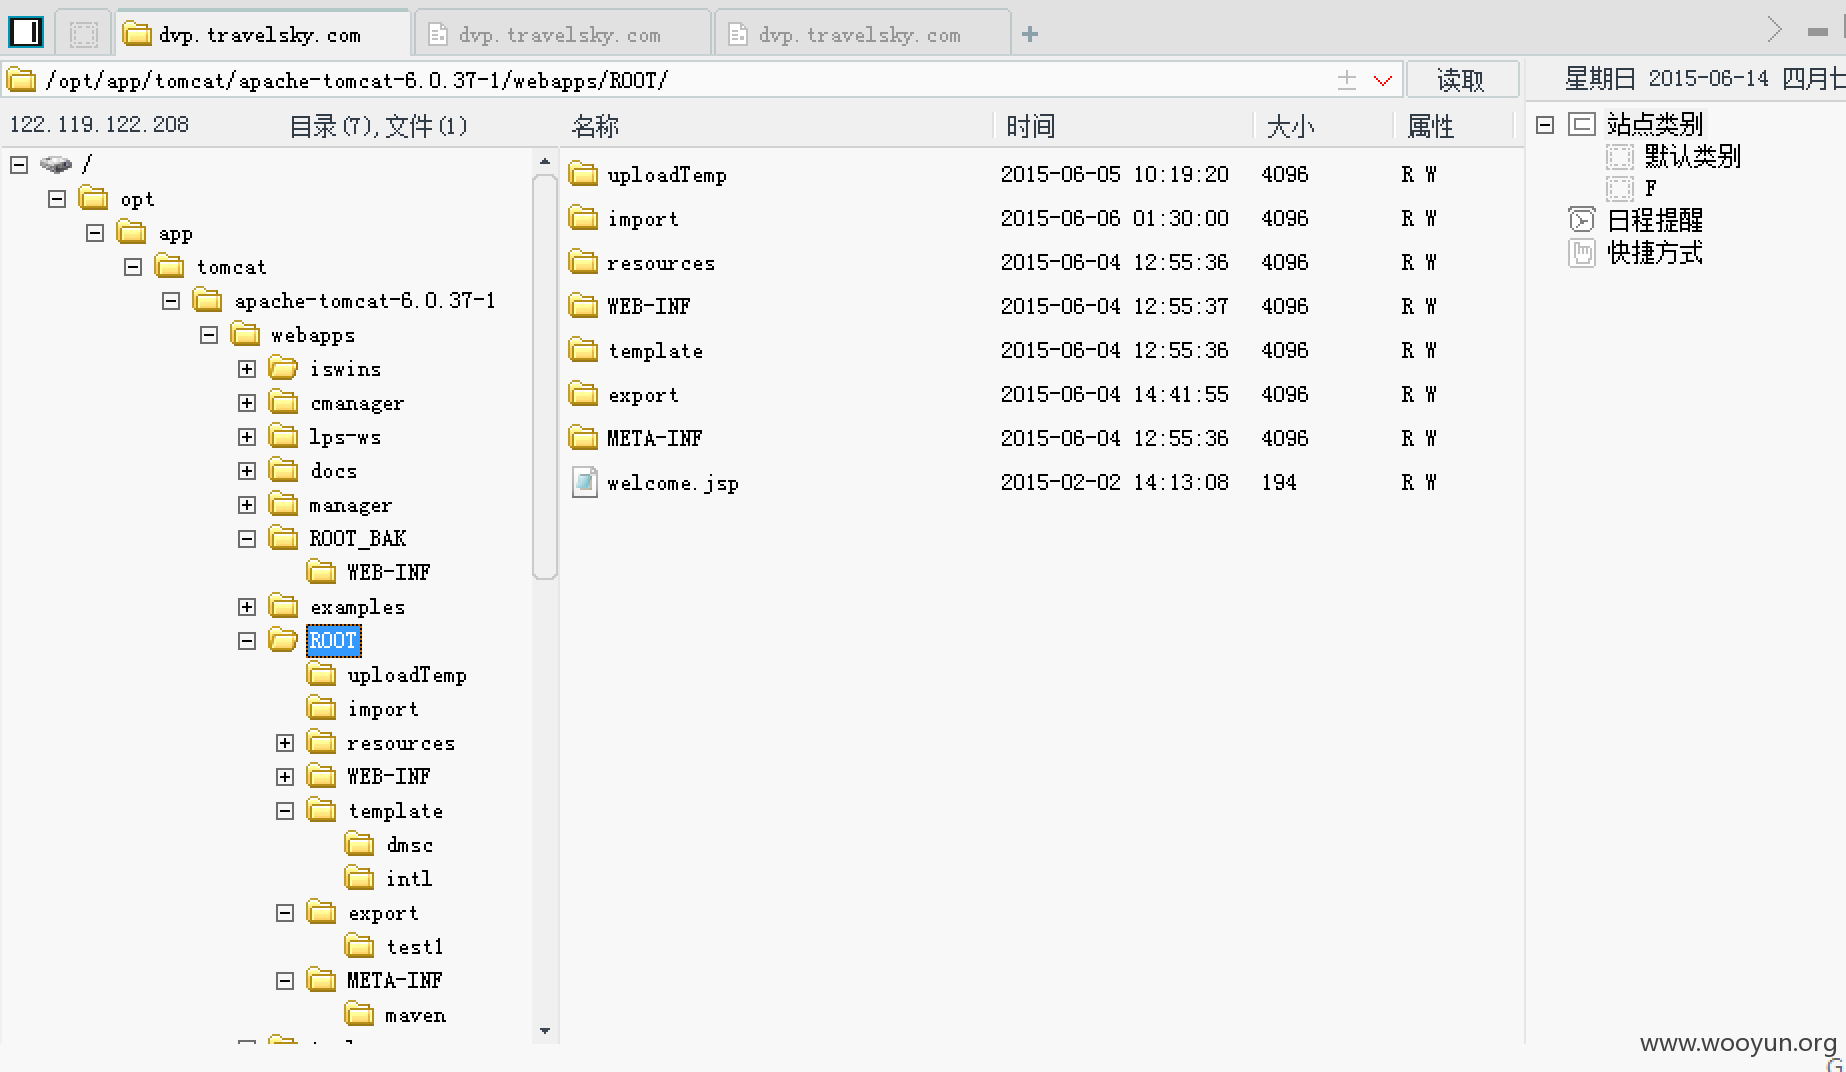 dvp.travelsky.com
dvp.travelsky.com
dvp.travelsky.com
/opt/app/tomcat/apache-tomcat-6.0.37-1/webapps/ROOT/
读取
星期日 2015-06-14 四月廿
122.119.122.208
目录(7),文件(1)
名称
时间
大小
属性
/
opt
app
tomcat
apache-tomcat-6.0.37-1
webapps
iswins
cmanager
lps-ws
docs
manager
ROOT_BAK
WEB-INF
examples
ROOT
uploadTemp
import
resources
WEB-INF
template
dmsc
intl
export
test1
META-INF
maven
uploadTemp 2015-06-05 10:19:20 4096 R W
import 2015-06-06 01:30:00 4096 R W
resources 2015-06-04 12:55:36 4096 R W
WEB-INF 2015-06-04 12:55:37 4096 R W
template 2015-06-04 12:55:36 4096 R W
export 2015-06-04 14:41:55 4096 R W
META-INF 2015-06-04 12:55:36 4096 R W
welcome.jsp 2015-02-02 14:13:08 194 R W
站点类别
默认类别
F
日程提醒
快捷方式
www.wooyun.org